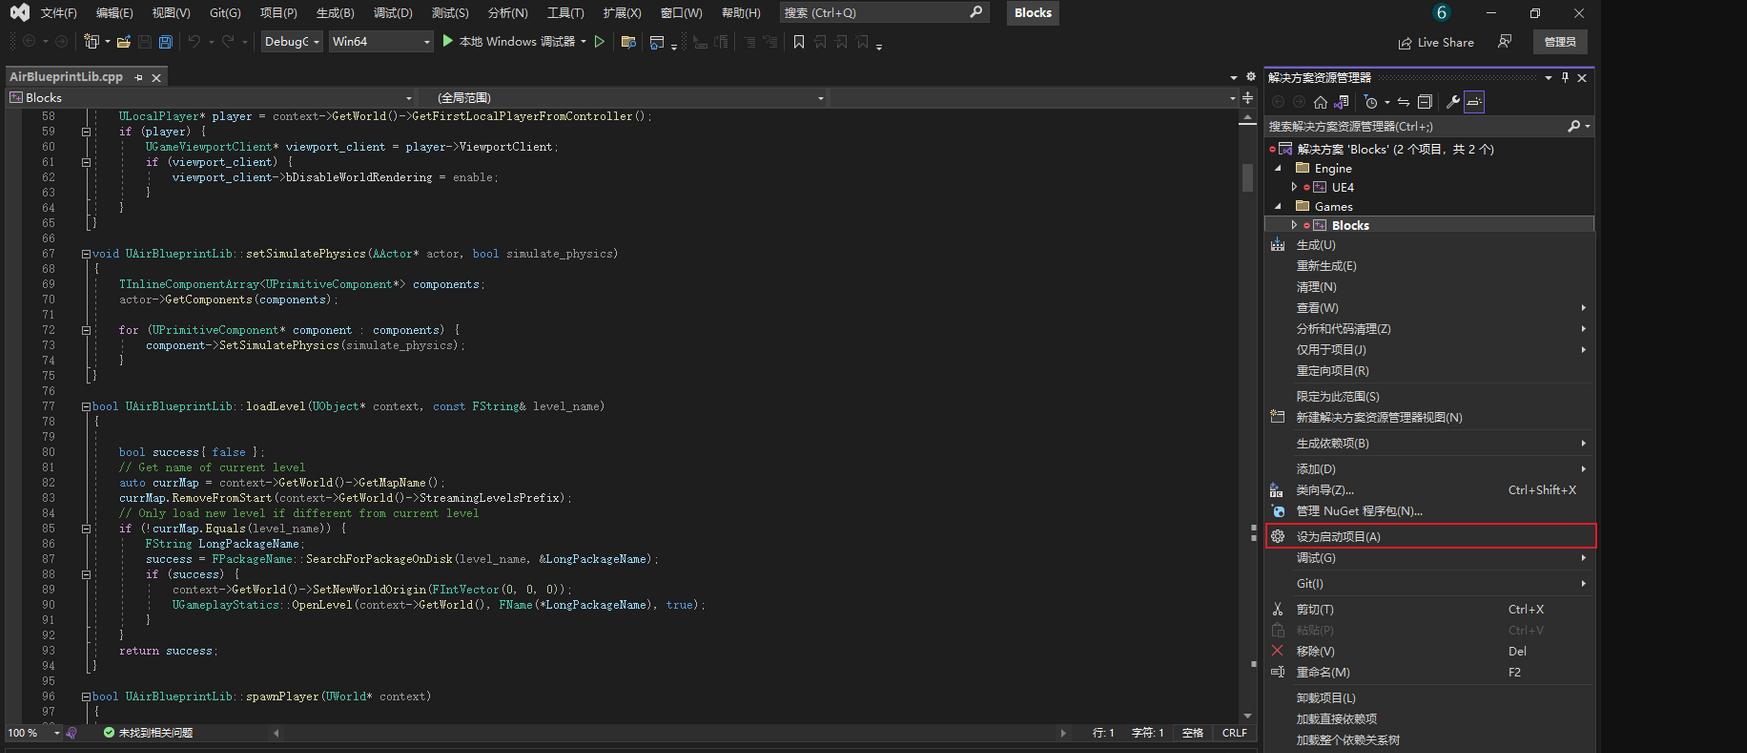 文件(F) 编辑(E) 视图(V) Git(G) 项目(P) 生成(B) 调试(D) 测试(S) 分析(N) 工具(T) 扩展(X) 窗口(W) 帮助(H) 搜索 (Ctrl+Q) Blocks 6
DebugG Win64 本地 Windows 调试器 Live Share 管理员
AirBlueprintLib.cpp
Blocks (全局范围)
58 ULocalPlayer* player = context->GetWorld()->GetFirstLocalPlayerFromController();
59 if (player) {
60 UGameViewportClient* viewport_client = player->ViewportClient;
61 if (viewport_client) {
62 viewport_client->bDisableWorldRendering = enable;
63 }
64 }
65 }
66
67 void UAirBlueprintLib::setSimulatePhysics(AActor* actor, bool simulate_physics)
68 {
69 TInlineComponentArray<UPrimitiveComponent*> components;
70 actor->GetComponents(components);
71
72 for (UPrimitiveComponent* component : components) {
73 component->SetSimulatePhysics(simulate_physics);
74 }
75 }
76
77 bool UAirBlueprintLib::loadLevel(UObject* context, const FString& level_name)
78 {
79
80 bool success{ false };
81 // Get name of current level
82 auto currMap = context->GetWorld()->GetMapName();
83 currMap.RemoveFromStart(context->GetWorld()->StreamingLevelsPrefix);
84 // Only load new level if different from current level
85 if (!currMap.Equals(level_name)) {
86 FString LongPackageName;
87 success = FPackageName::SearchForPackageOnDisk(level_name, &LongPackageName);
88 if (success) {
89 context->GetWorld()->SetNewWorldOrigin(FIntVector(0, 0, 0));
90 UGameplayStatics::OpenLevel(context->GetWorld(), FName(*LongPackageName), true);
91 }
92 }
93 return success;
94 }
95
96 bool UAirBlueprintLib::spawnPlayer(UWorld* context)
97 {
100 % 未找到相关问题 行: 1 字符: 1 空格 CRLF
解决方案资源管理器
搜索解决方案资源管理器(Ctrl+;)
解决方案 'Blocks' (2 个项目，共 2 个)
Engine
UE4
Games
Blocks
生成(U)
重新生成(E)
清理(N)
查看(W)
分析和代码清理(Z)
仅用于项目(J)
重定向项目(R)
限定为此范围(S)
新建解决方案资源管理器视图(N)
生成依赖项(B)
添加(D)
类向导(Z)... Ctrl+Shift+X
管理 NuGet 程序包(N)...
设为启动项目(A)
调试(G)
Git(I)
剪切(T) Ctrl+X
粘贴(P) Ctrl+V
移除(V) Del
重命名(M) F2
卸载项目(L)
加载直接依赖项
加载整个依赖关系树